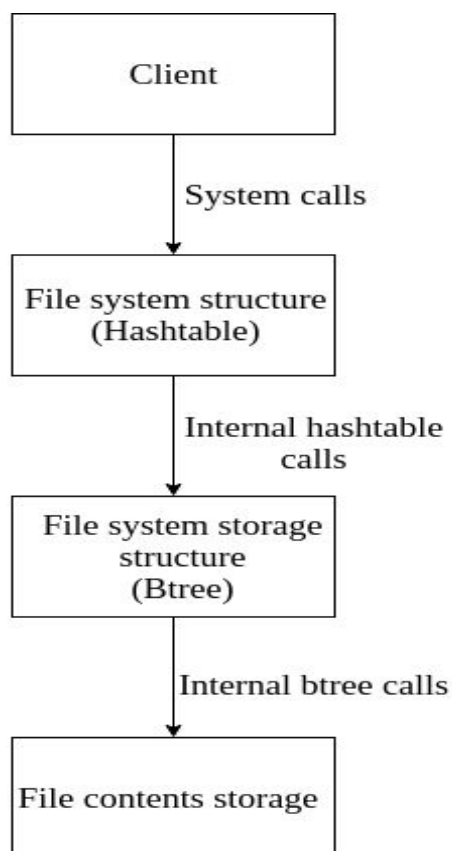 Client
System calls
File system structure
(Hashtable)
Internal hashtable
calls
File system storage
structure
(Btree)
Internal btree calls
File contents storage